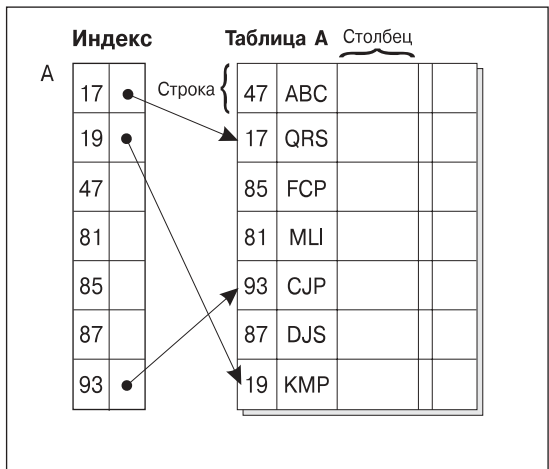 Индекс Таблица А Столбец
А
Строка
17 47 ABC
19 17 QRS
47 85 FCP
81 81 MLI
85 93 CJP
87 87 DJS
93 19 KMP